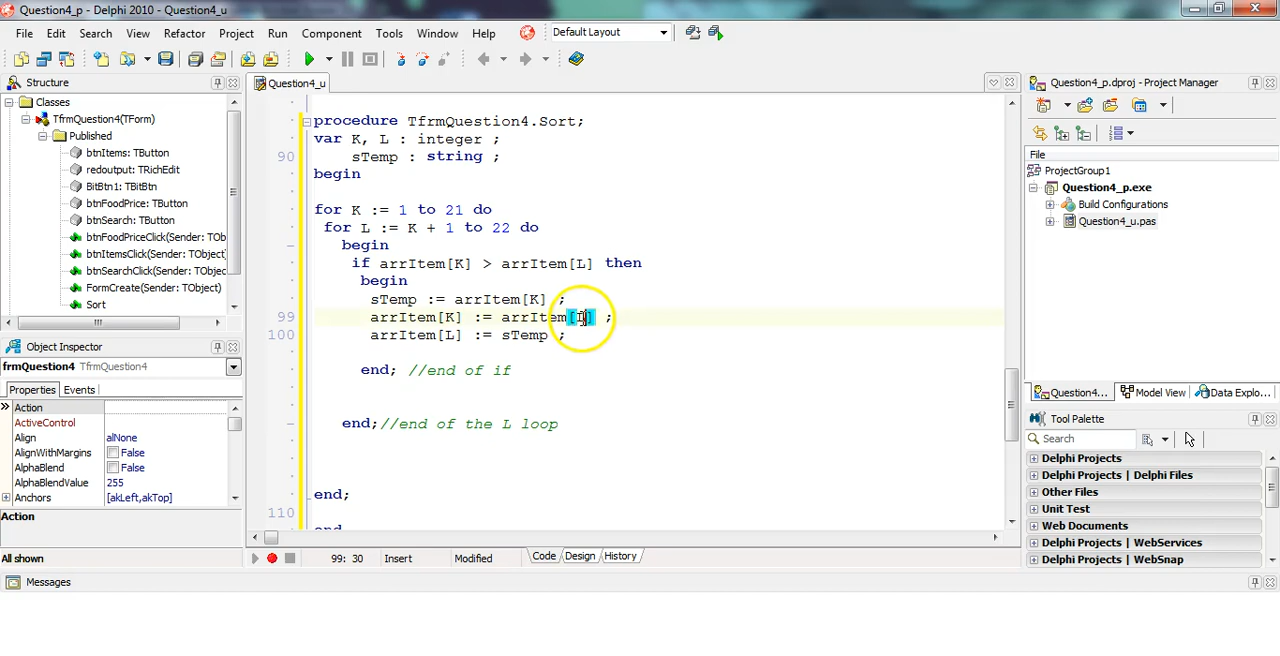 Question4_p - Delphi 2010 - Question4_u
File Edit Search View Refactor Project Run Component Tools Window Help Default Layout
Structure
Classes
TfrmQuestion4(TForm)
Published
btnItems: TButton
redoutput: TRichEdit
BitBtn1: TBitBtn
btnFoodPrice: TButton
btnSearch: TButton
btnFoodPriceClick(Sender: TOb
btnItemsClick(Sender: TObject)
btnSearchClick(Sender: TObje
FormCreate(Sender: TObject)
Sort
Object Inspector
frmQuestion4 TfrmQuestion4
Properties Events
Action
ActiveControl
Align alNone
AlignWithMargins False
AlphaBlend False
AlphaBlendValue 255
Anchors [akLeft,akTop]
Action
All shown
Question4_u
procedure TfrmQuestion4.Sort;
var K, L : integer ;
90 sTemp : string ;
begin
for K := 1 to 21 do
for L := K + 1 to 22 do
begin
if arrItem[K] > arrItem[L] then
begin
sTemp := arrItem[K] ;
99 arrItem[K] := arrItem[L] ;
100 arrItem[L] := sTemp ;
end; //end of if
end;//end of the L loop
end;
110
end.
99: 30 Insert Modified Code Design History
Question4_p.dproj - Project Manager
File
ProjectGroup1
Question4_p.exe
Build Configurations
Question4_u.pas
Question4... Model View Data Explo...
Tool Palette
Search
Delphi Projects
Delphi Projects | Delphi Files
Other Files
Unit Test
Web Documents
Delphi Projects | WebServices
Delphi Projects | WebSnap
Messages